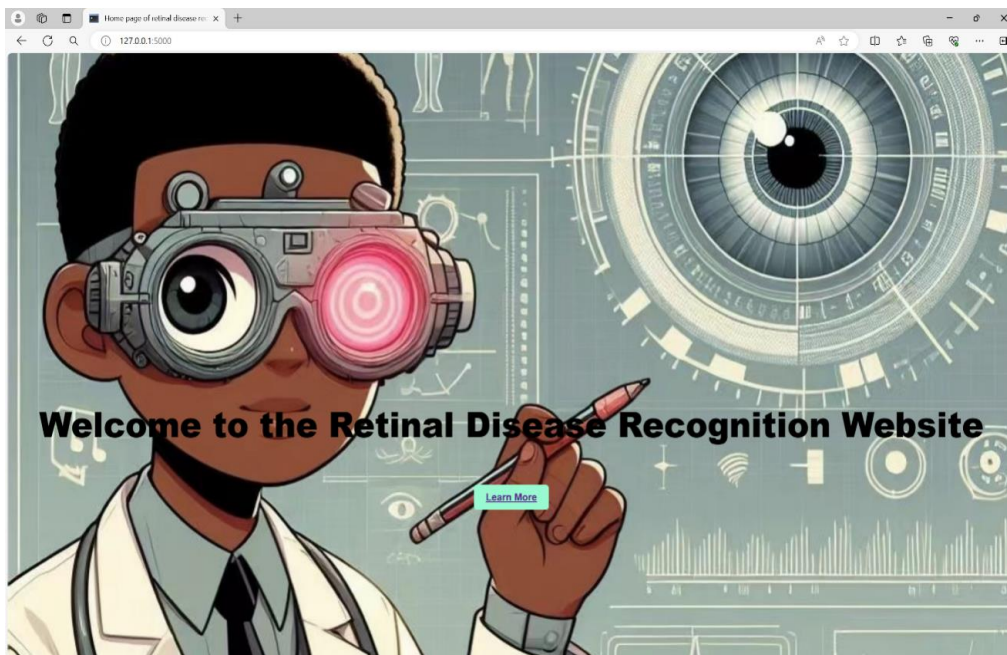 Home page of retinal disease rec
127.0.0.1:5000
Welcome to the Retinal Disease Recognition Website
Learn More